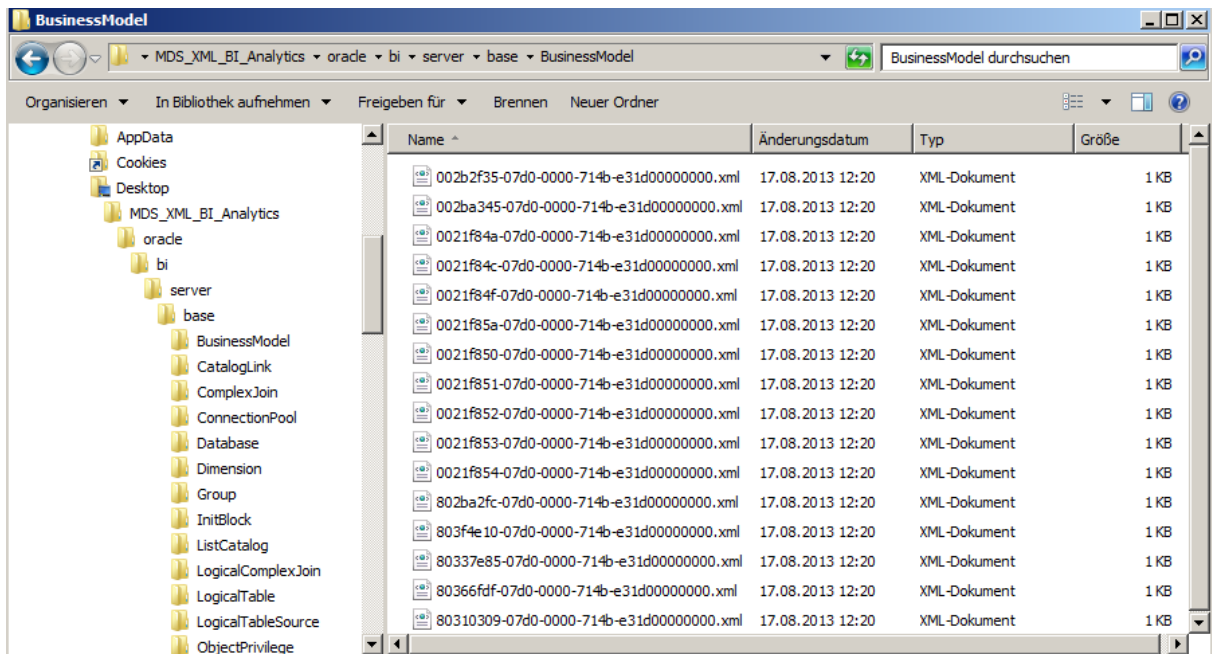 BusinessModel
MDS_XML_BI_Analytics oracle bi server base BusinessModel BusinessModel durchsuchen
Organisieren In Bibliothek aufnehmen Freigeben für Brennen Neuer Ordner
AppData
Cookies
Desktop
MDS_XML_BI_Analytics
oracle
bi
server
base
BusinessModel
CatalogLink
ComplexJoin
ConnectionPool
Database
Dimension
Group
InitBlock
ListCatalog
LogicalComplexJoin
LogicalTable
LogicalTableSource
ObjectPrivilege
Name Änderungsdatum Typ Größe
002b2f35-07d0-0000-714b-e31d00000000.xml 17.08.2013 12:20 XML-Dokument 1 KB
002ba345-07d0-0000-714b-e31d00000000.xml 17.08.2013 12:20 XML-Dokument 1 KB
0021f84a-07d0-0000-714b-e31d00000000.xml 17.08.2013 12:20 XML-Dokument 1 KB
0021f84c-07d0-0000-714b-e31d00000000.xml 17.08.2013 12:20 XML-Dokument 1 KB
0021f84f-07d0-0000-714b-e31d00000000.xml 17.08.2013 12:20 XML-Dokument 1 KB
0021f85a-07d0-0000-714b-e31d00000000.xml 17.08.2013 12:20 XML-Dokument 1 KB
0021f850-07d0-0000-714b-e31d00000000.xml 17.08.2013 12:20 XML-Dokument 1 KB
0021f851-07d0-0000-714b-e31d00000000.xml 17.08.2013 12:20 XML-Dokument 1 KB
0021f852-07d0-0000-714b-e31d00000000.xml 17.08.2013 12:20 XML-Dokument 1 KB
0021f853-07d0-0000-714b-e31d00000000.xml 17.08.2013 12:20 XML-Dokument 1 KB
0021f854-07d0-0000-714b-e31d00000000.xml 17.08.2013 12:20 XML-Dokument 1 KB
802ba2fc-07d0-0000-714b-e31d00000000.xml 17.08.2013 12:20 XML-Dokument 1 KB
803f4e10-07d0-0000-714b-e31d00000000.xml 17.08.2013 12:20 XML-Dokument 1 KB
80337e85-07d0-0000-714b-e31d00000000.xml 17.08.2013 12:20 XML-Dokument 1 KB
80366fdf-07d0-0000-714b-e31d00000000.xml 17.08.2013 12:20 XML-Dokument 1 KB
80310309-07d0-0000-714b-e31d00000000.xml 17.08.2013 12:20 XML-Dokument 1 KB